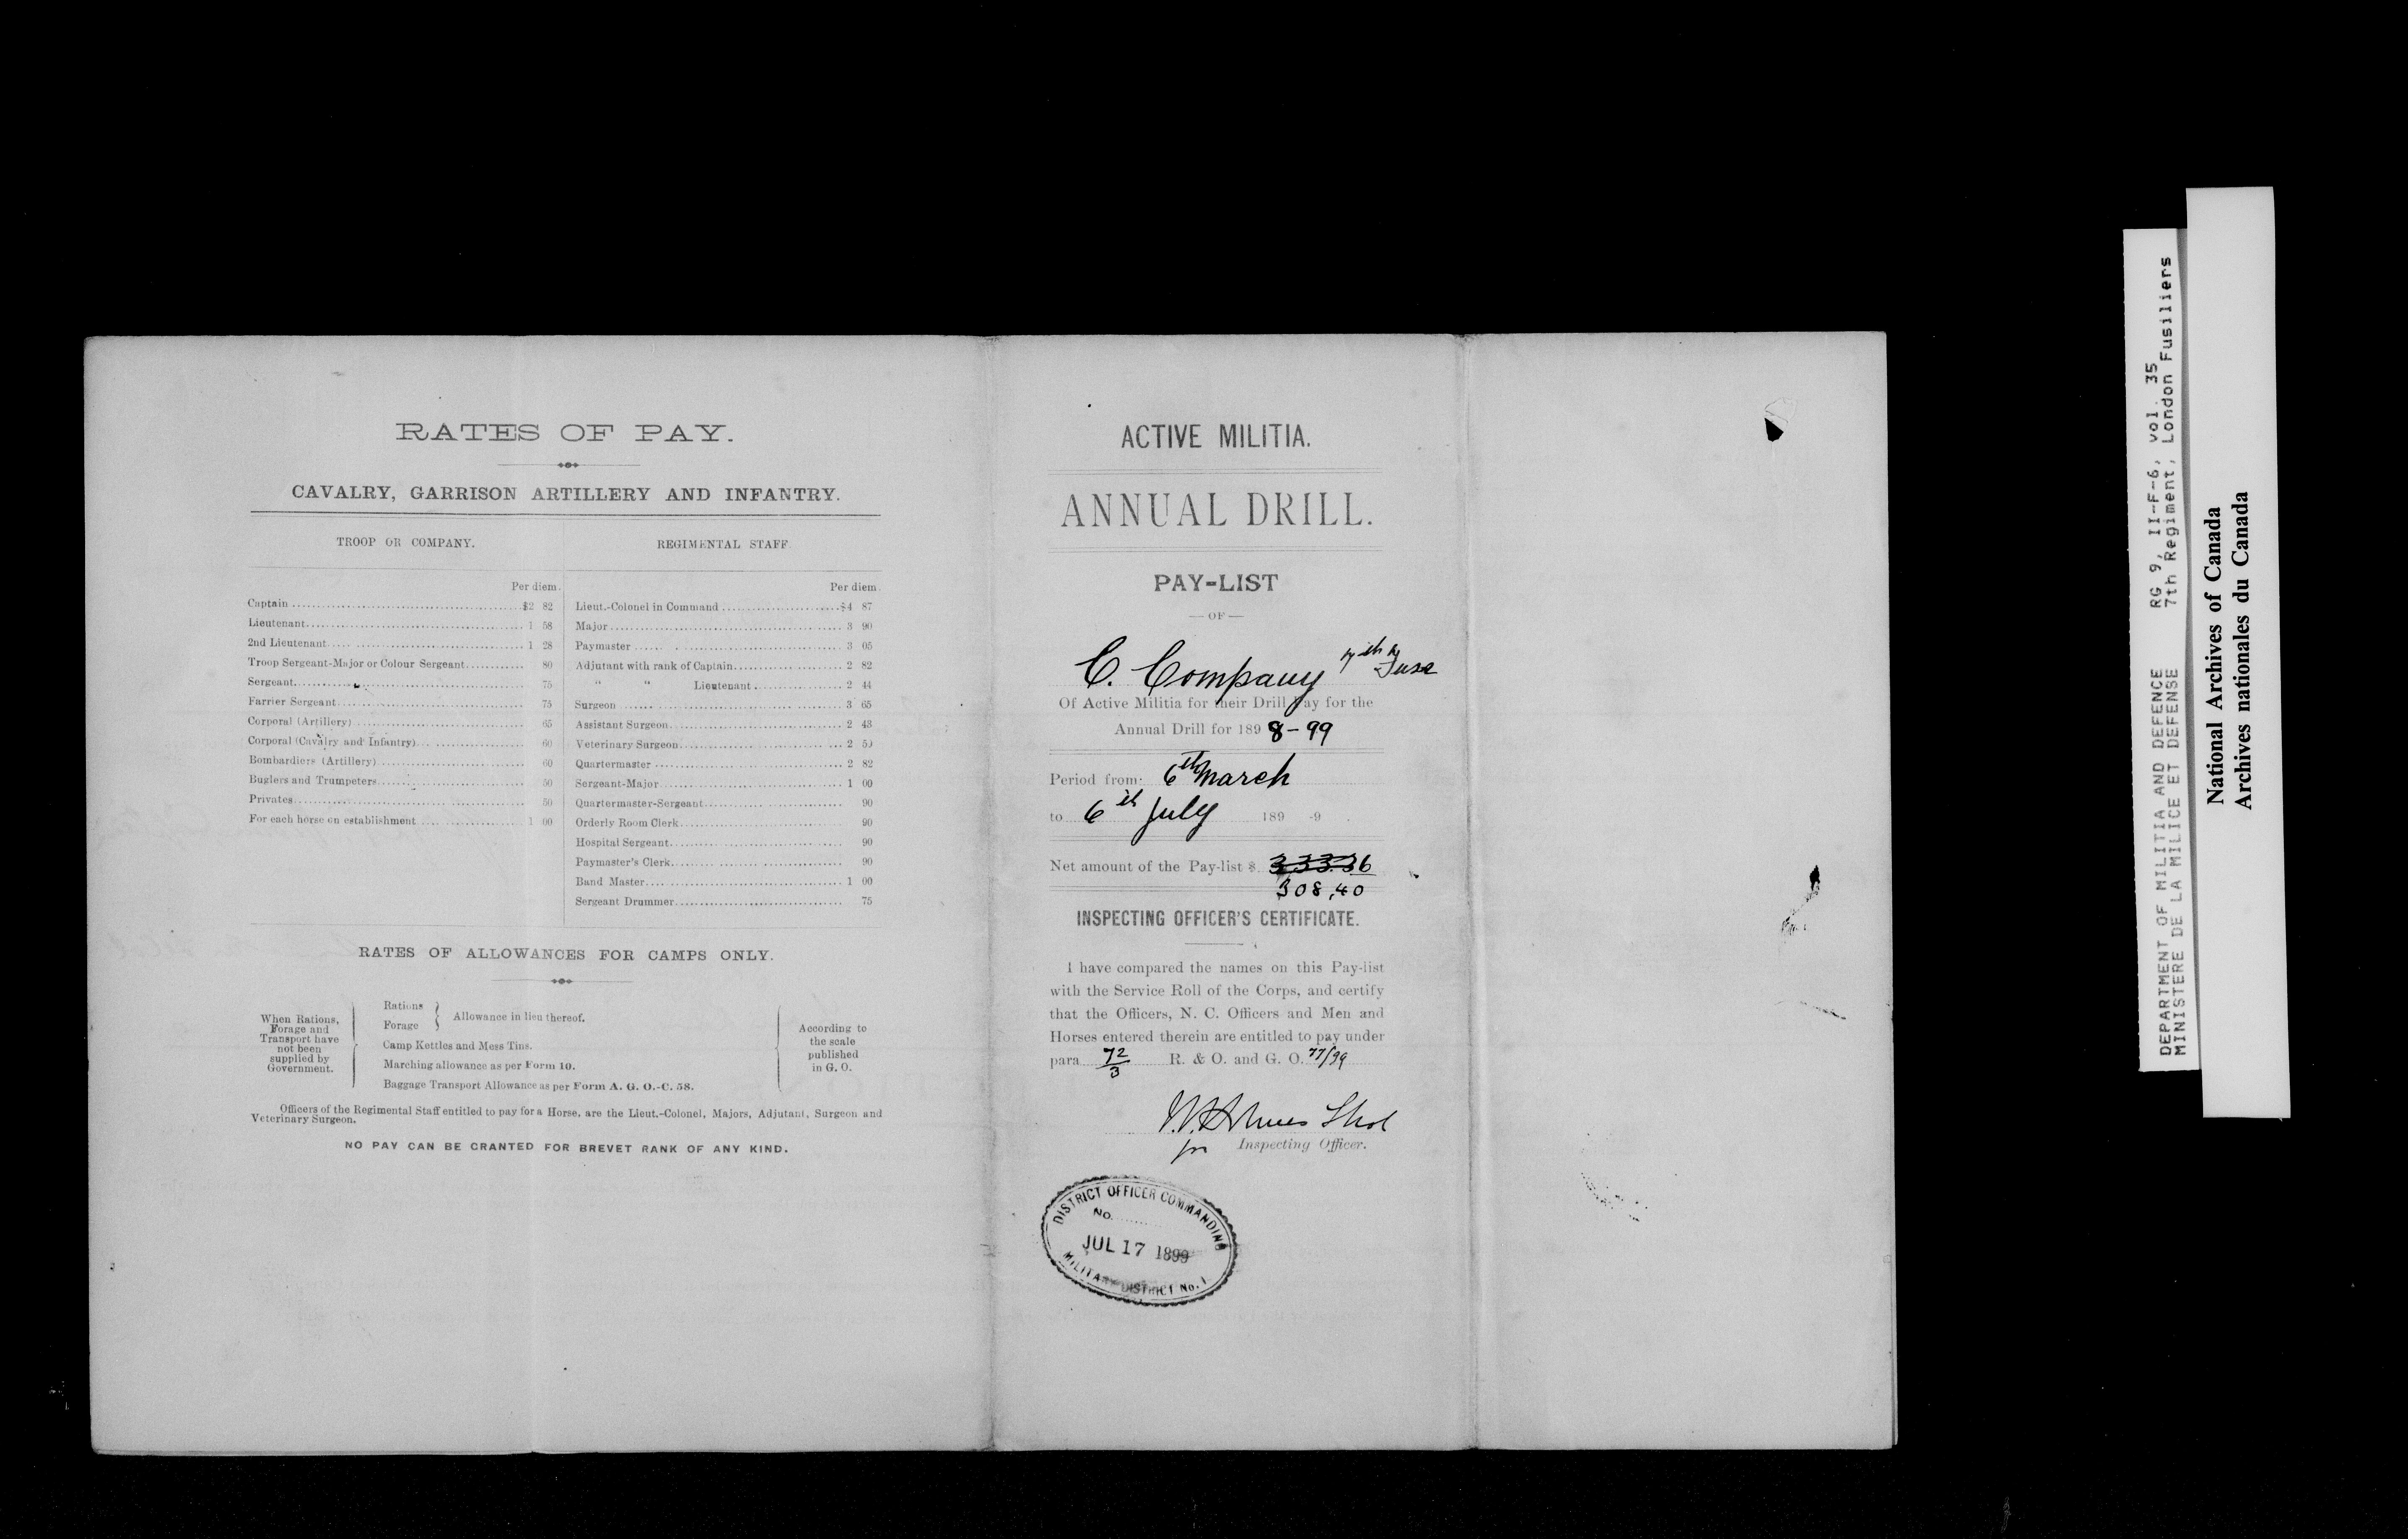 RATES OF PAY.
CAVALRY, GARRISON ARTILLERY AND INFANTRY.
TROOP OR COMPANY.
Per diem.
Captain $2 82
Lieutenant 1 58
2nd Lieutenant 1 28
Troop Sergeant-Major or Colour Sergeant 80
Sergeant 75
Farrier Sergeant 75
Corporal (Artillery) 65
Corporal (Cavalry and Infantry) 60
Bombardiers (Artillery) 60
Buglers and Trumpeters 50
Privates 50
For each horse on establishment 1 00
REGIMENTAL STAFF.
Per diem.
Lieut.-Colonel in Command $4 87
Major 3 90
Paymaster 3 05
Adjutant with rank of Captain 2 82
" " Lieutenant 2 44
Surgeon 3 65
Assistant Surgeon 2 43
Veterinary Surgeon 2 50
Quartermaster 2 82
Sergeant-Major 1 00
Quartermaster-Sergeant 90
Orderly Room Clerk 90
Hospital Sergeant 90
Paymaster's Clerk 90
Band Master 1 00
Sergeant Drummer 75
RATES OF ALLOWANCES FOR CAMPS ONLY.
When Rations,
Forage and
Transport have
not been
supplied by
Government.
Rations
Forage
Allowance in lieu thereof.
Camp Kettles and Mess Tins.
Marching allowance as per Form 10.
Baggage Transport Allowance as per Form A. G. O.-C. 58.
According to
the scale
published
in G. O.
Officers of the Regimental Staff entitled to pay for a Horse, are the Lieut.-Colonel, Majors, Adjutant, Surgeon and
Veterinary Surgeon.
NO PAY CAN BE GRANTED FOR BREVET RANK OF ANY KIND.
ACTIVE MILITIA.
ANNUAL DRILL.
PAY-LIST
— OF —
C. Company 7th Fusr
Of Active Militia for their Drill Pay for the
Annual Drill for 1898-99
Period from 6th March
to 6th July 189 -9
Net amount of the Pay-list $ 333.36
308.40
INSPECTING OFFICER'S CERTIFICATE.
I have compared the names on this Pay-list
with the Service Roll of the Corps, and certify
that the Officers, N. C. Officers and Men and
Horses entered therein are entitled to pay under
para 72/3 R. & O. and G. O. 77/99
for Inspecting Officer.
DISTRICT OFFICER COMMANDING
No.
JUL 17 1899
MILITARY DISTRICT No. 1
DEPARTMENT OF MILITIA AND DEFENCE RG 9, II-F-6, vol. 35
MINISTERE DE LA MILICE ET DEFENSE 7th Regiment, London Fusiliers
National Archives of Canada
Archives nationales du Canada